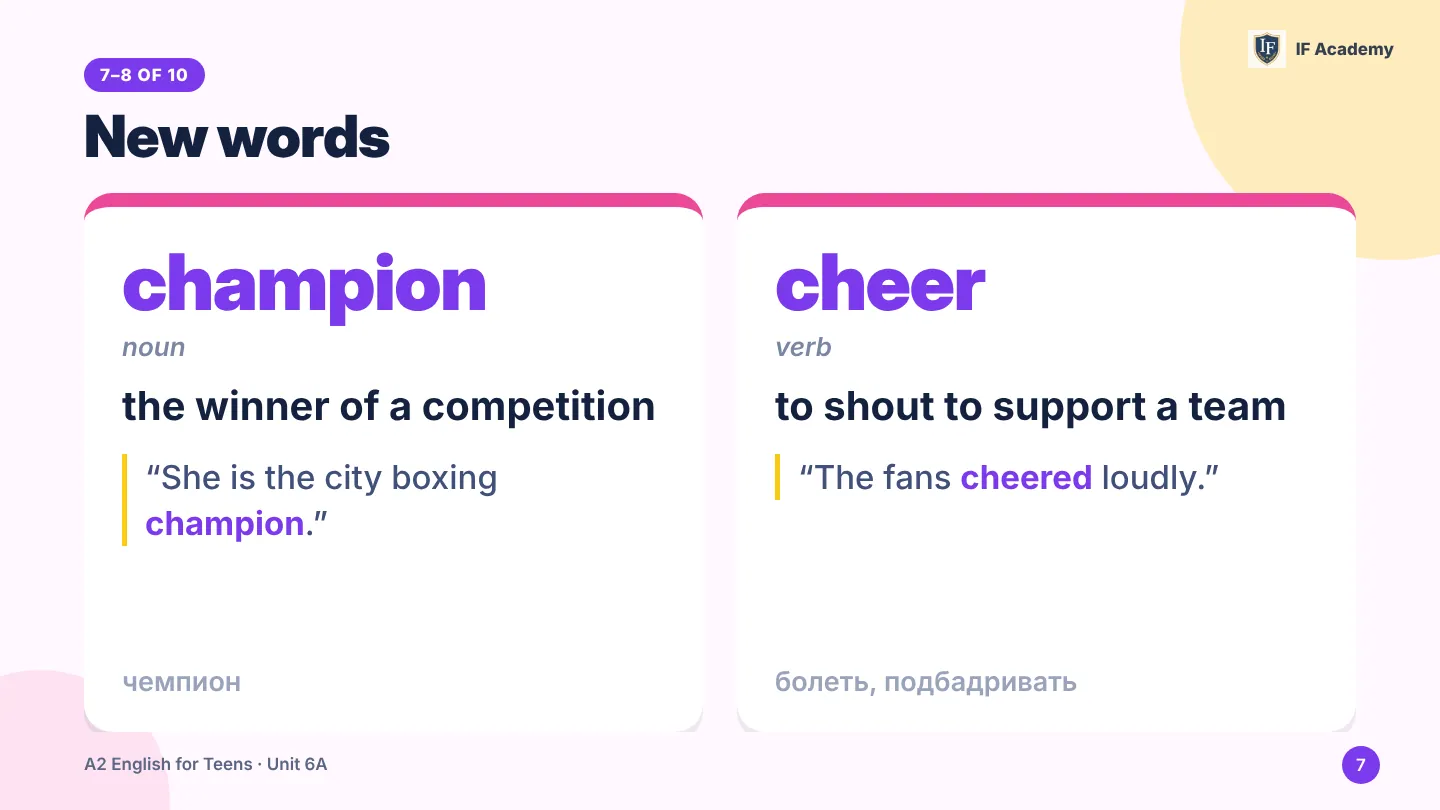 IF
IF Academy
7–8 OF 10
New words
champion
noun
the winner of a competition
“She is the city boxing
champion.”
чемпион
cheer
verb
to shout to support a team
“The fans cheered loudly.”
болеть, подбадривать
A2 English for Teens · Unit 6A
7